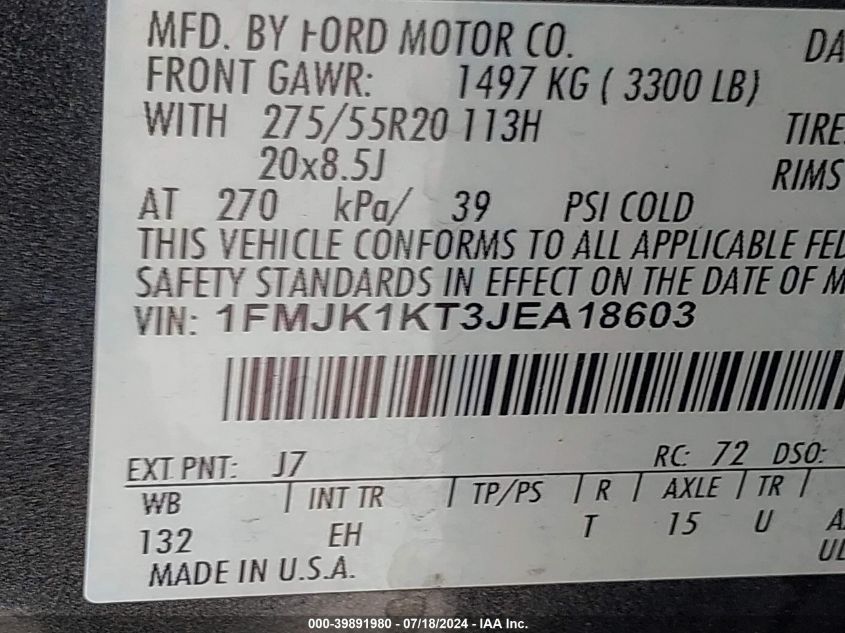 MFD. BY FORD MOTOR CO. DA
FRONT GAWR: 1497 KG ( 3300 LB)
WITH 275/55R20 113H TIRE
20x8.5J RIMS
AT 270 kPa/ 39 PSI COLD
THIS VEHICLE CONFORMS TO ALL APPLICABLE FED
SAFETY STANDARDS IN EFFECT ON THE DATE OF M
VIN: 1FMJK1KT3JEA18603
EXT PNT: J7 RC: 72 DSO:
WB | INT TR | TP/PS | R | AXLE | TR |
132 EH T 15 U A
UL
MADE IN U.S.A.
000-39891980 - 07/18/2024 - IAA Inc.